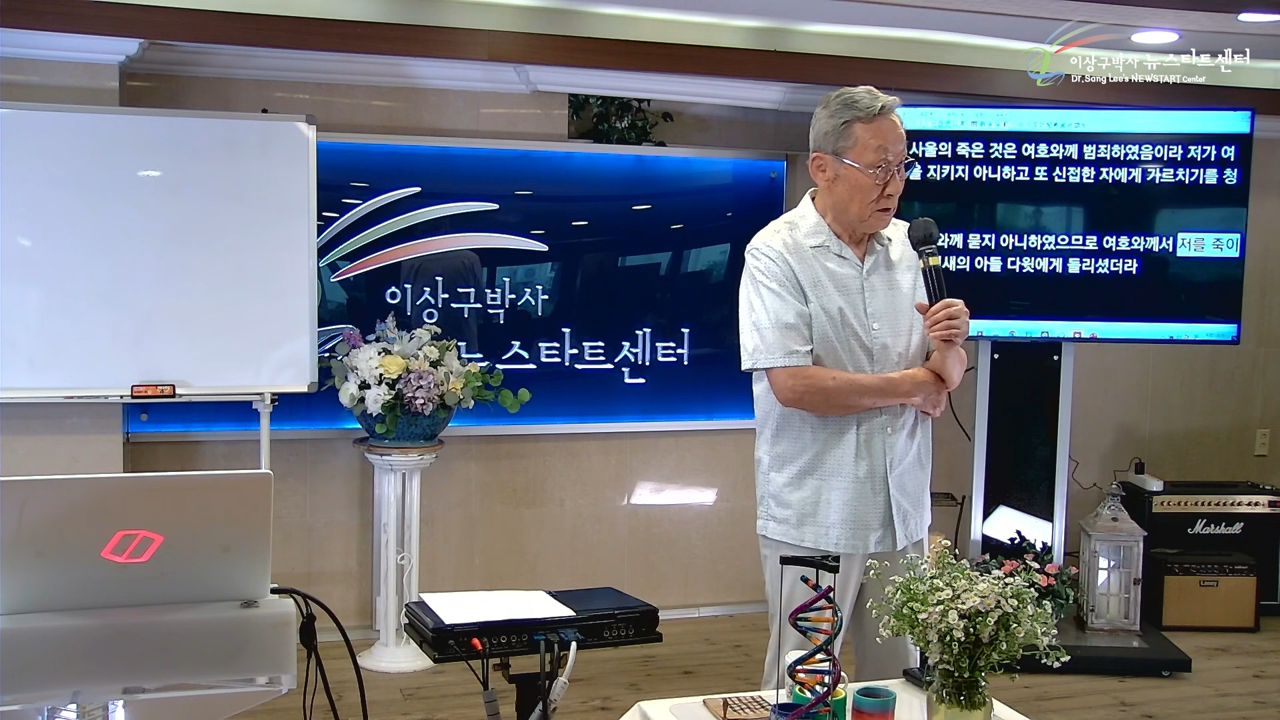 이상구박사 뉴스타트센터
Dr. Sang Lee's NEWSTART Center
사울의 죽은 것은 여호와께 범죄하였음이라 저가 여
을 지키지 아니하고 또 신접한 자에게 가르치기를 청
와께 묻지 아니하였으므로 여호와께서 저를 죽이
새의 아들 다윗에게 돌리셨더라
이상구박사
뉴스타트센터
Marshall
Laney